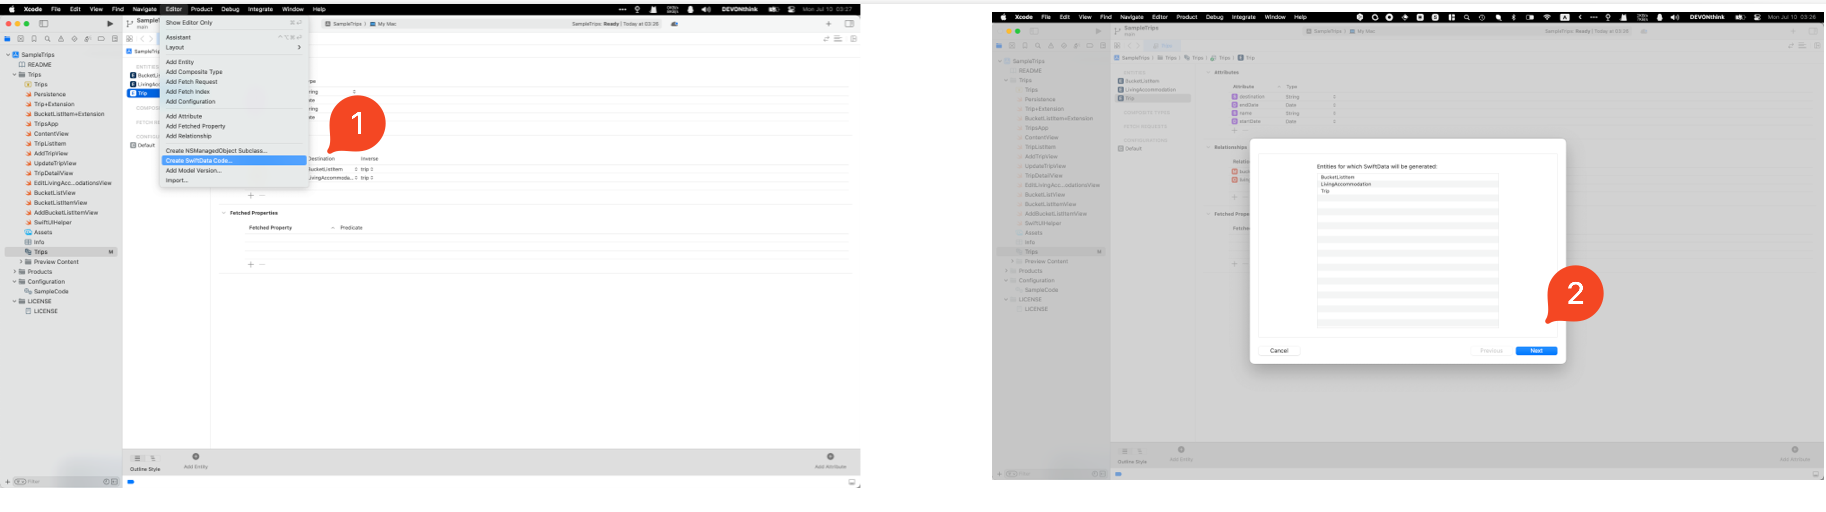 Xcode File Edit View Find Navigate Editor Product Debug Integrate Window Help
DEVONthink Mon Jul 10 03:27
SampleTrips
main
SampleTrips My Mac
SampleTrips: Ready | Today at 03:26
SampleTrips
README
Trips
Trips
Persistence
Trip+Extension
BucketListItem+Extension
TripsApp
ContentView
TripListItem
AddTripView
UpdateTripView
TripDetailView
EditLivingAcc...odationsView
BucketListView
BucketListItemView
AddBucketListItemView
SwiftUIHelper
Assets
Info
Trips M
Preview Content
Products
Configuration
SampleCode
LICENSE
LICENSE
Filter
ENTITIES
Trip
Default
Show Editor Only
Assistant
Layout
Add Entity
Add Composite Type
Add Fetch Request
Add Fetch Index
Add Configuration
Add Attribute
Add Fetched Property
Add Relationship
Create NSManagedObject Subclass...
Create SwiftData Code...
Add Model Version...
Import...
1
Destination Inverse
BucketListItem trip
LivingAccommoda... trip
Fetched Properties
Fetched Property Predicate
Outline Style
Add Entity
Add Attribute
Xcode File Edit View Find Navigate Editor Product Debug Integrate Window Help
DEVONthink Mon Jul 10 03:26
SampleTrips
main
Trips
SampleTrips My Mac
SampleTrips: Ready | Today at 03:26
SampleTrips Trips Trips Trips Trip
SampleTrips
README
Trips
Trips
Persistence
Trip+Extension
BucketListItem+Extension
TripsApp
ContentView
TripListItem
AddTripView
UpdateTripView
TripDetailView
EditLivingAcc...odationsView
BucketListView
BucketListItemView
AddBucketListItemView
SwiftUIHelper
Assets
Info
Trips M
Preview Content
Products
Configuration
SampleCode
LICENSE
LICENSE
Filter
ENTITIES
BucketListItem
LivingAccommodation
Trip
COMPOSITE TYPES
FETCH REQUESTS
CONFIGURATIONS
Default
Attributes
Attribute Type
destination String
endDate Date
name String
startDate Date
Relationships
Entities for which SwiftData will be generated:
BucketListItem
LivingAccommodation
Trip
2
Cancel Previous Next
Outline Style
Add Entity
Add Attribute